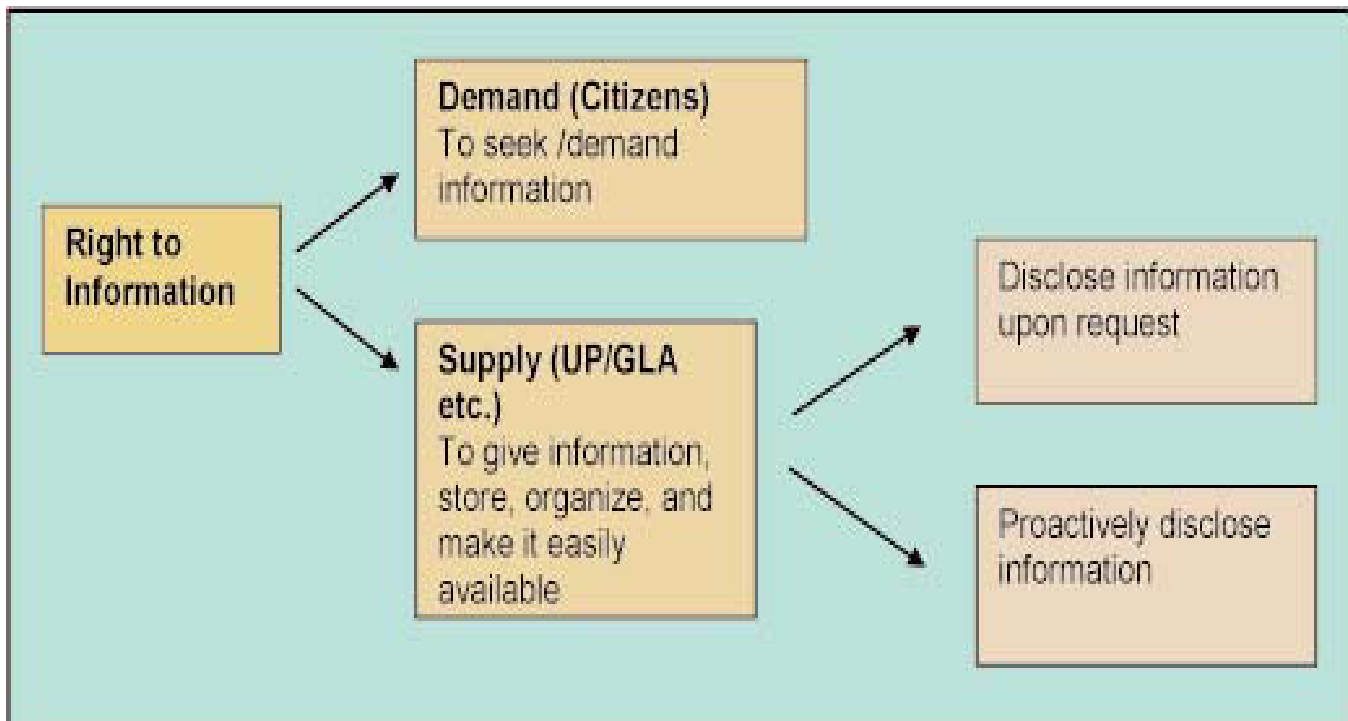 Right to
Information
Demand (Citizens)
To seek /demand
information
Supply (UP/GLA
etc.)
To give information,
store, organize, and
make it easily
available
Disclose information
upon request
Proactively disclose
information